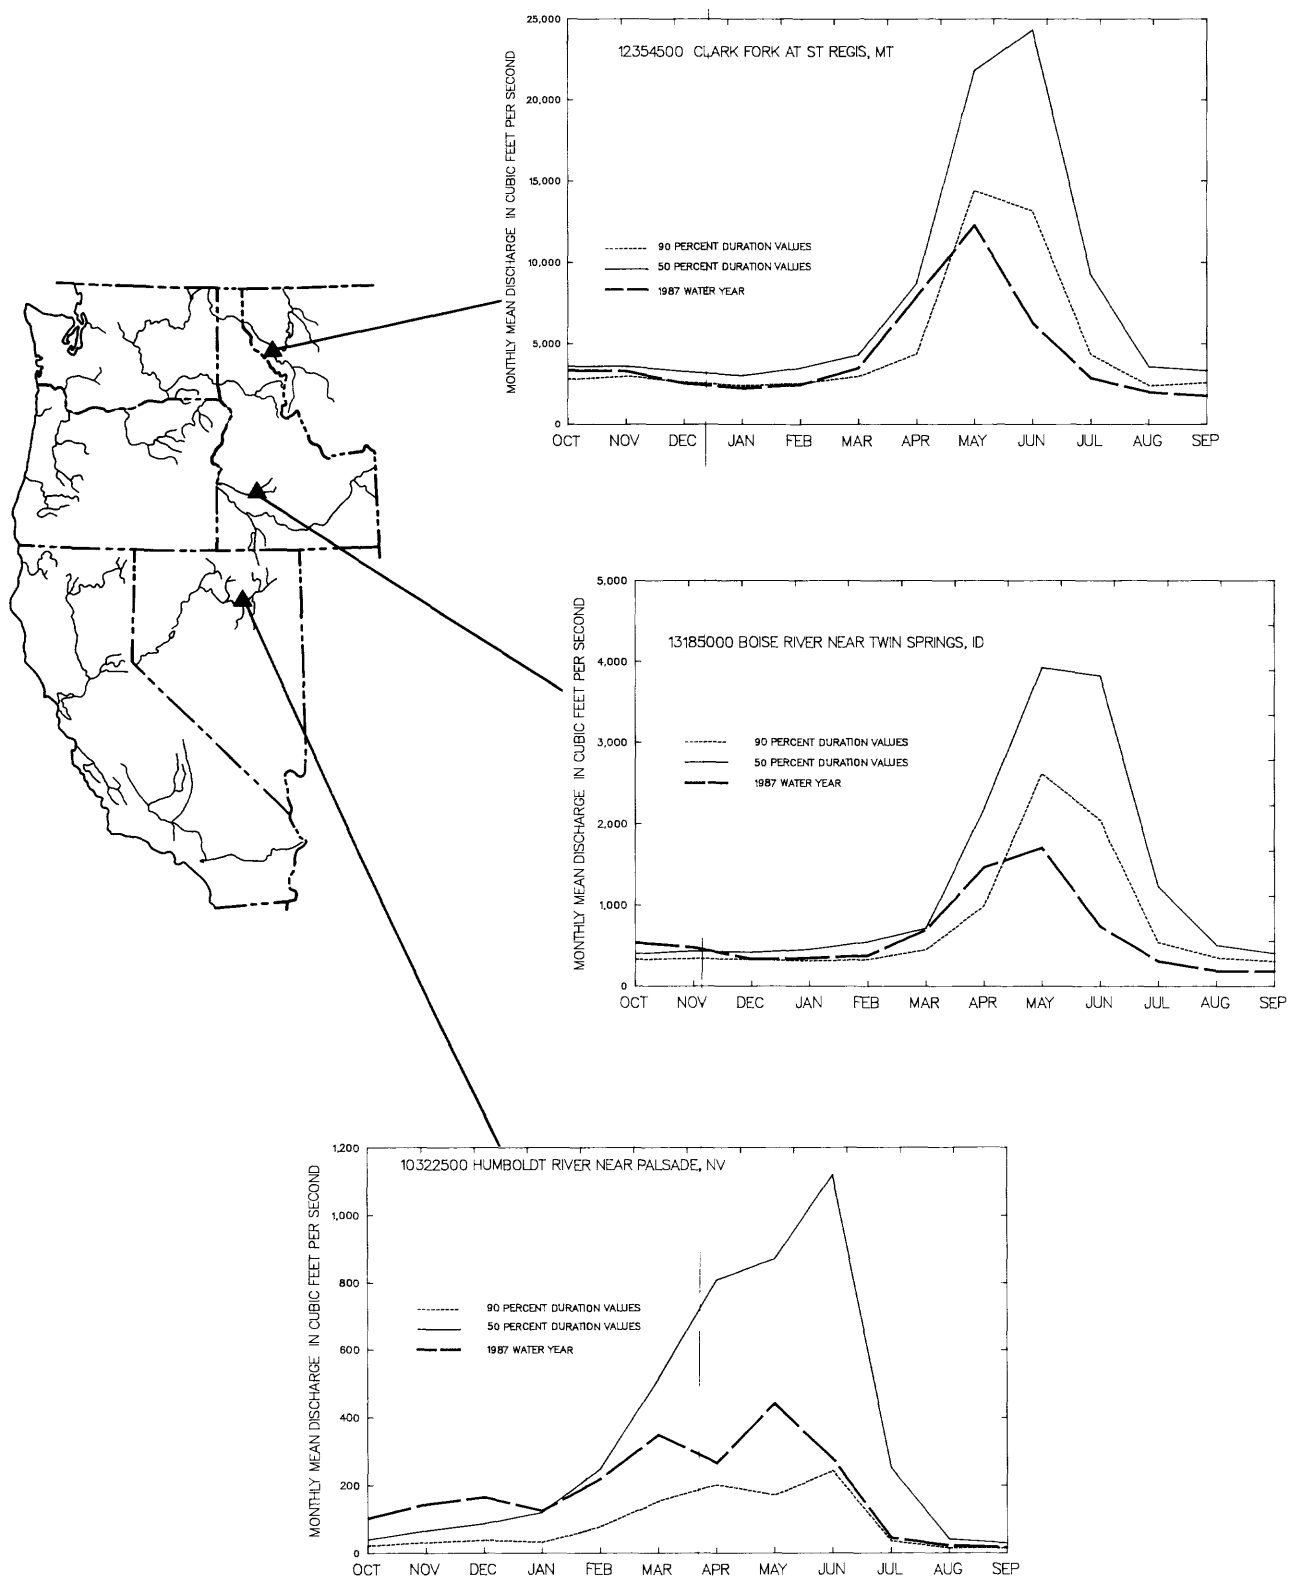 25,000
12354500 CLARK FORK AT ST REGIS, MT
20,000
15,000
10,000
5,000
0
MONTHLY MEAN DISCHARGE IN CUBIC FEET PER SECOND
90 PERCENT DURATION VALUES
50 PERCENT DURATION VALUES
1987 WATER YEAR
OCT NOV DEC JAN FEB MAR APR MAY JUN JUL AUG SEP
5,000
13185000 BOISE RIVER NEAR TWIN SPRINGS, ID
4,000
3,000
2,000
1,000
0
MONTHLY MEAN DISCHARGE IN CUBIC FEET PER SECOND
90 PERCENT DURATION VALUES
50 PERCENT DURATION VALUES
1987 WATER YEAR
OCT NOV DEC JAN FEB MAR APR MAY JUN JUL AUG SEP
1,200
10322500 HUMBOLDT RIVER NEAR PALSADE, NV
1,000
800
600
400
200
0
MONTHLY MEAN DISCHARGE IN CUBIC FEET PER SECOND
90 PERCENT DURATION VALUES
50 PERCENT DURATION VALUES
1987 WATER YEAR
OCT NOV DEC JAN FEB MAR APR MAY JUN JUL AUG SEP